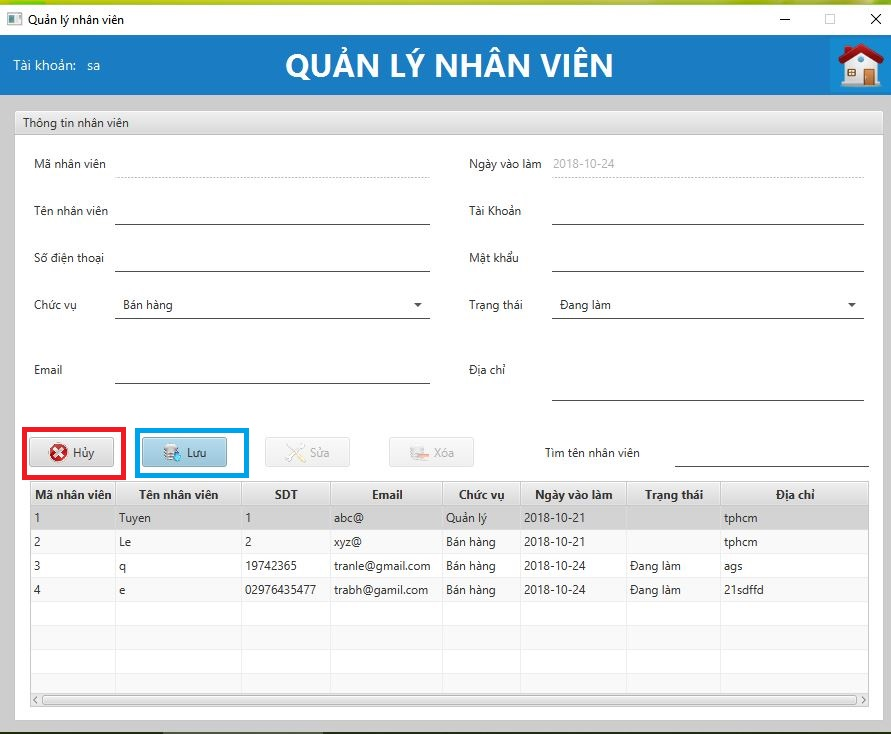 Quản lý nhân viên
Tài khoản: sa
QUẢN LÝ NHÂN VIÊN
Thông tin nhân viên
Mã nhân viên
Ngày vào làm 2018-10-24
Tên nhân viên
Tài Khoản
Số điện thoại
Mật khẩu
Chức vụ Bán hàng
Trạng thái Đang làm
Email
Địa chỉ
Hủy Lưu Sửa Xóa Tìm tên nhân viên
Mã nhân viên Tên nhân viên SDT Email Chức vụ Ngày vào làm Trạng thái Địa chỉ
1 Tuyen 1 abc@ Quản lý 2018-10-21 tphcm
2 Le 2 xyz@ Bán hàng 2018-10-21 tphcm
3 q 19742365 tranle@gmail.com Bán hàng 2018-10-24 Đang làm ags
4 e 02976435477 trabh@gamil.com Bán hàng 2018-10-24 Đang làm 21sdffd